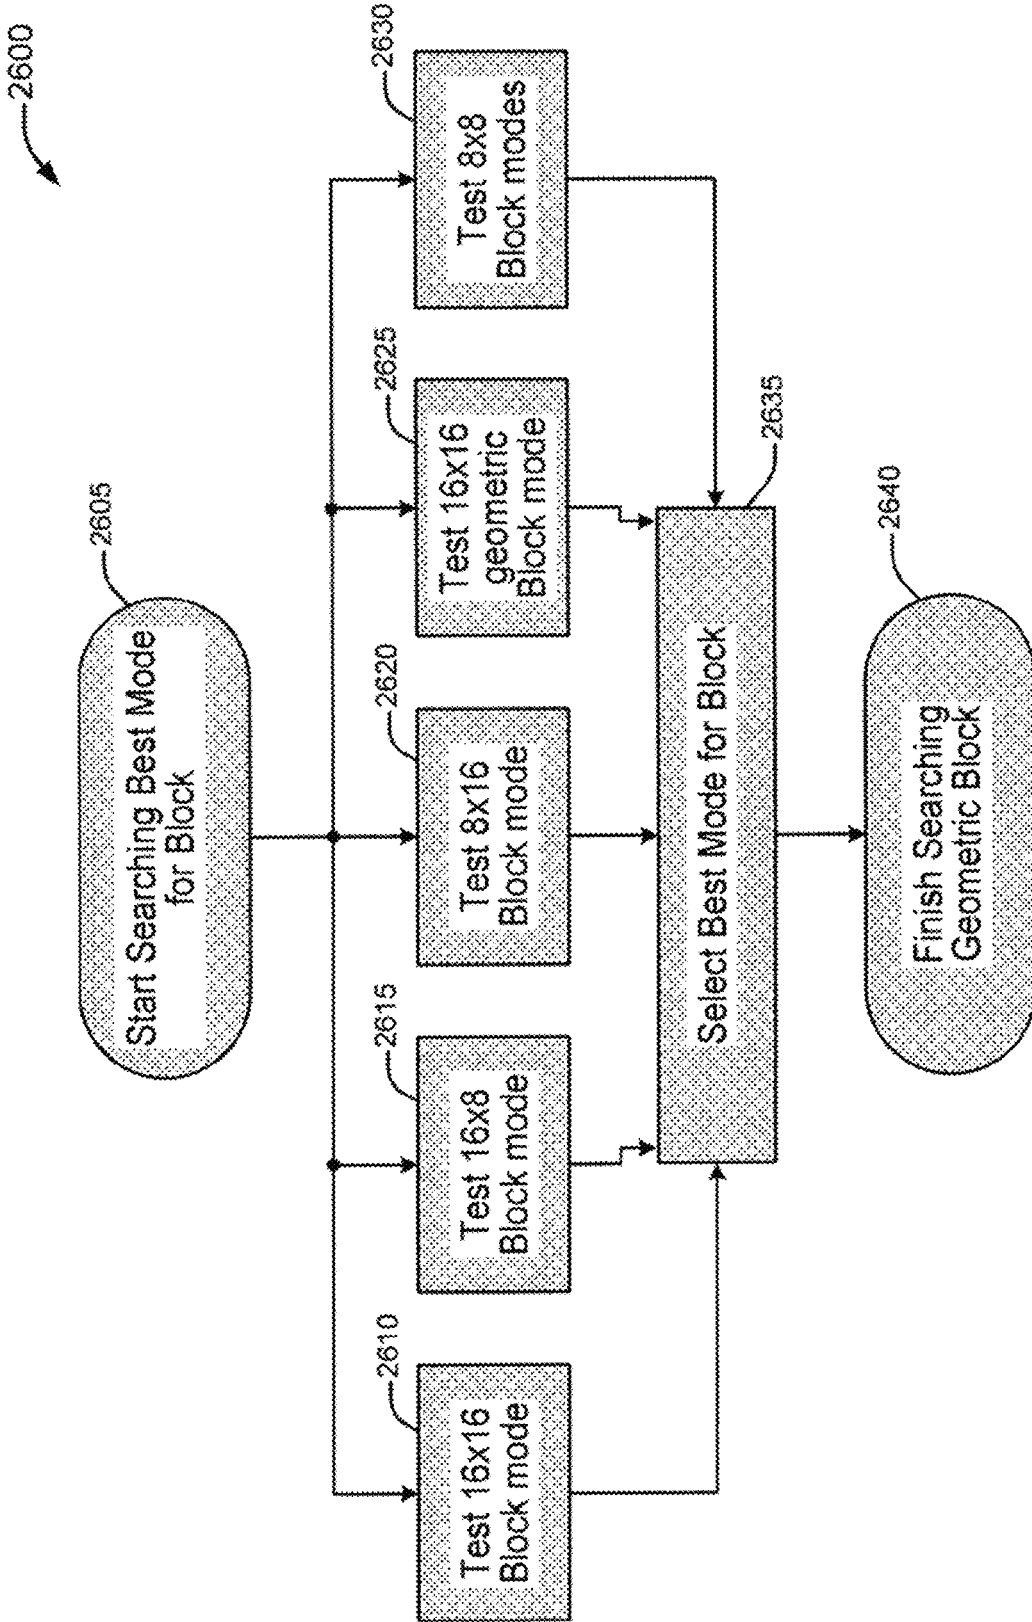 2600
2605
Start Searching Best Mode
for Block
2610
Test 16x16
Block mode
2615
Test 16x8
Block mode
2620
Test 8x16
Block mode
2625
Test 16x16
geometric
Block mode
2630
Test 8x8
Block modes
2635
Select Best Mode for Block
2640
Finish Searching
Geometric Block